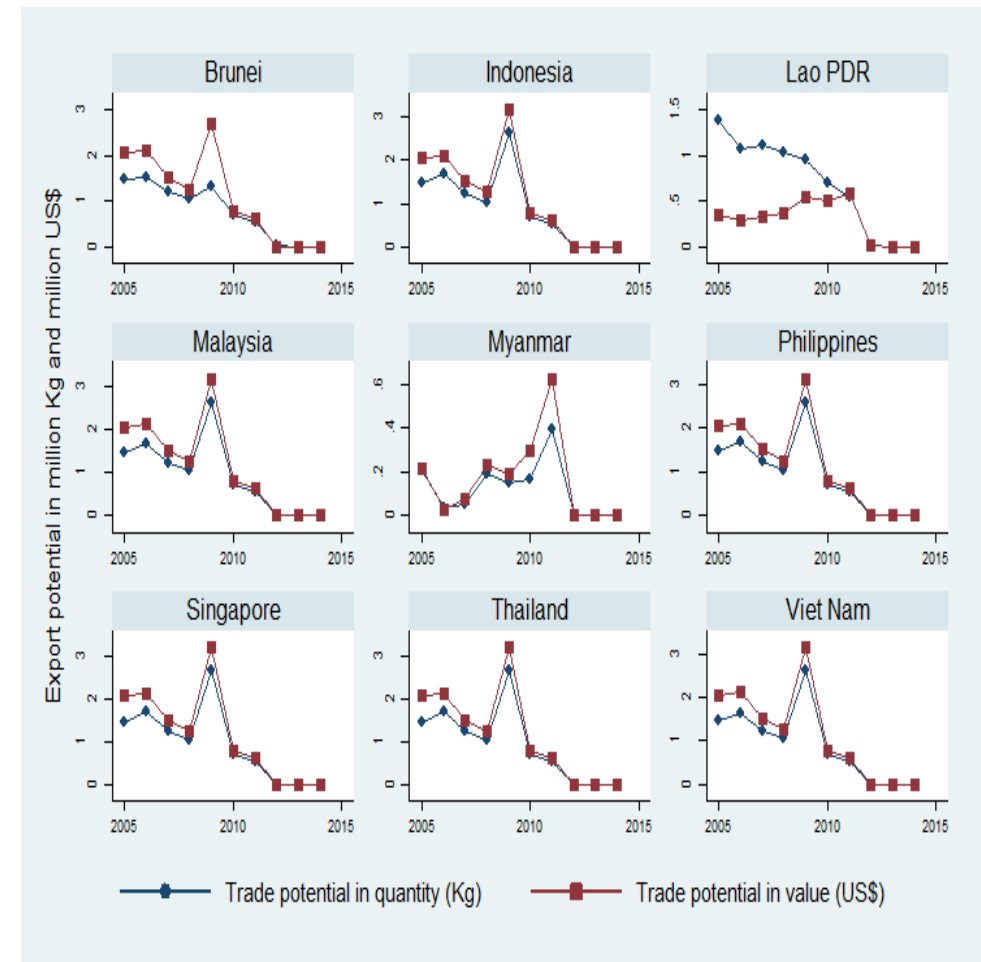 Export potential in million Kg and million US$
Brunei
3
2
1
0
2005 2010 2015
Indonesia
3
2
1
0
2005 2010 2015
Lao PDR
1.5
1
.5
0
2005 2010 2015
Malaysia
3
2
1
0
2005 2010 2015
Myanmar
.6
.4
.2
0
2005 2010 2015
Philippines
3
2
1
0
2005 2010 2015
Singapore
3
2
1
0
2005 2010 2015
Thailand
3
2
1
0
2005 2010 2015
Viet Nam
3
2
1
0
2005 2010 2015
Trade potential in quantity (Kg) Trade potential in value (US$)